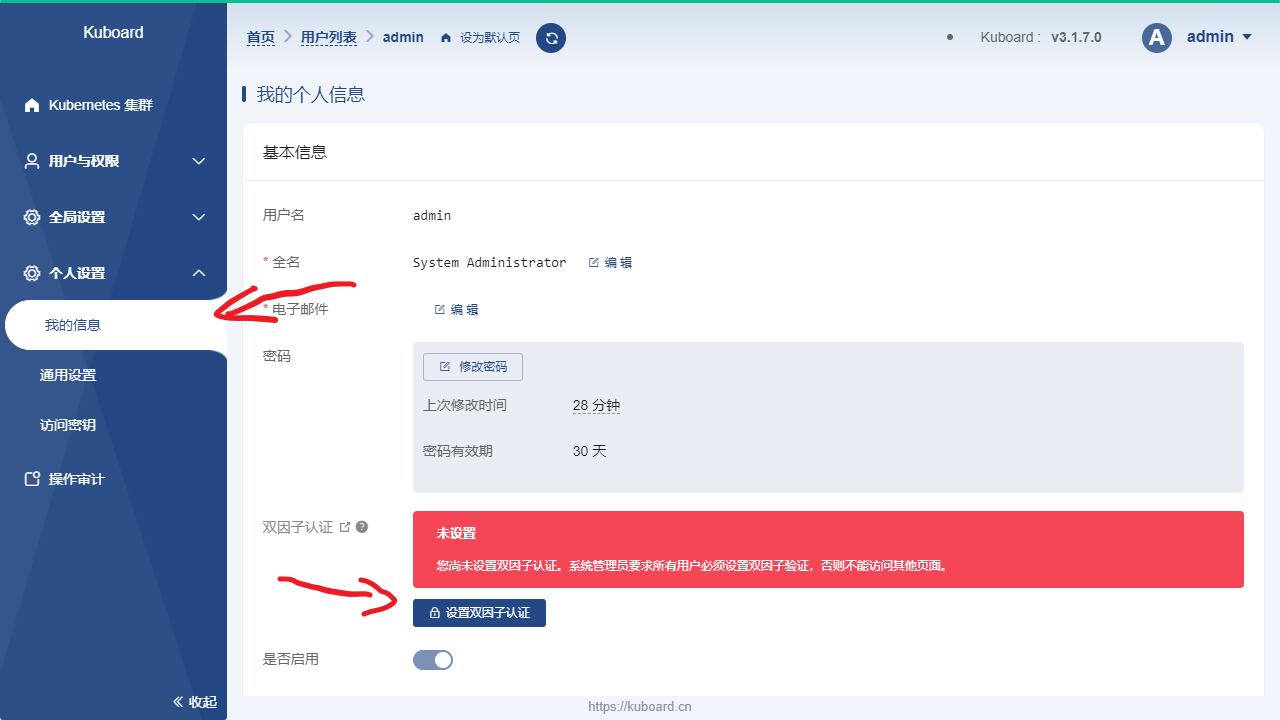 Kuboard
Kubernetes 集群
用户与权限
全局设置
个人设置
我的信息
通用设置
访问密钥
操作审计
收起
首页 用户列表 admin 设为默认页
Kuboard : v3.1.7.0
A admin
我的个人信息
基本信息
用户名 admin
* 全名 System Administrator 编 辑
* 电子邮件 编 辑
密码 修改密码
上次修改时间 28 分钟
密码有效期 30 天
双因子认证 ?
未设置
您尚未设置双因子认证。系统管理员要求所有用户必须设置双因子验证，否则不能访问其他页面。
设置双因子认证
是否启用
https://kuboard.cn